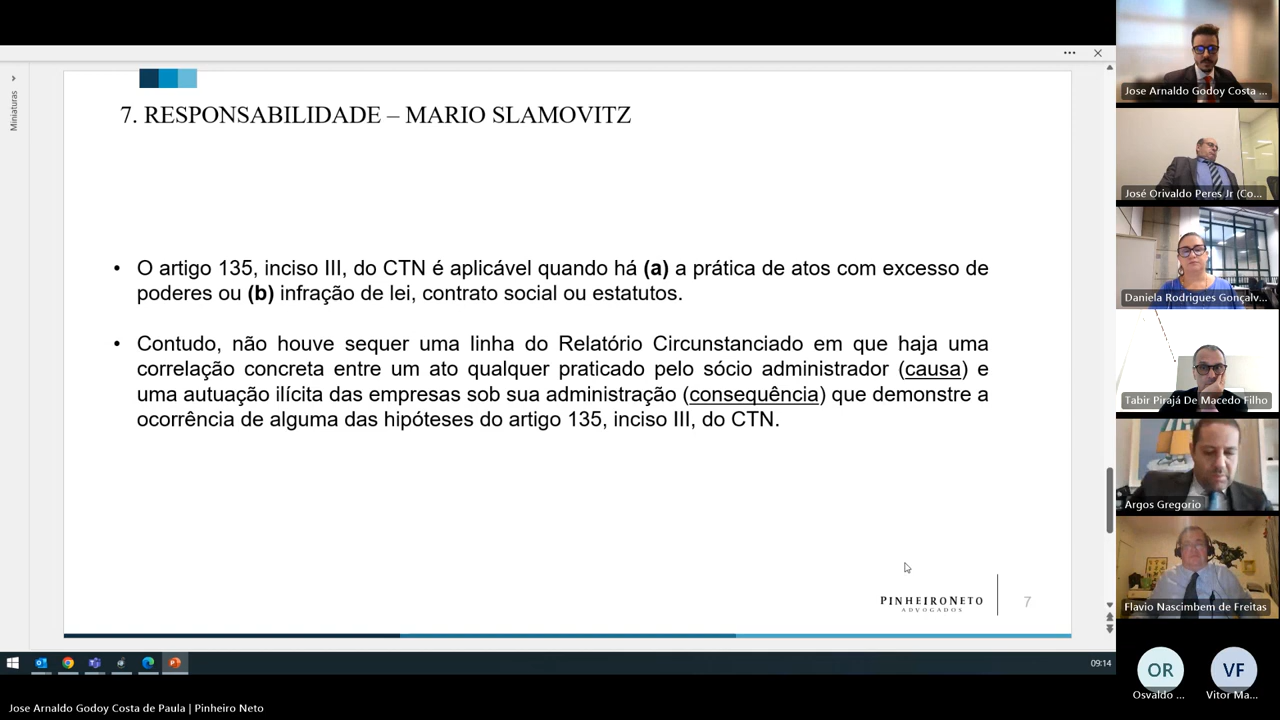 Miniaturas
7. RESPONSABILIDADE – MARIO SLAMOVITZ
• O artigo 135, inciso III, do CTN é aplicável quando há (a) a prática de atos com excesso de
poderes ou (b) infração de lei, contrato social ou estatutos.
• Contudo, não houve sequer uma linha do Relatório Circunstanciado em que haja uma
correlação concreta entre um ato qualquer praticado pelo sócio administrador (causa) e
uma autuação ilícita das empresas sob sua administração (consequência) que demonstre a
ocorrência de alguma das hipóteses do artigo 135, inciso III, do CTN.
PINHEIRONETO
ADVOGADOS
7
09:14
Jose Arnaldo Godoy Costa de Paula | Pinheiro Neto
Jose Arnaldo Godoy Costa ...
José Orivaldo Peres Jr (Co...
Daniela Rodrigues Gonçalv...
Tabir Pirajá De Macedo Filho
Argos Gregorio
Flavio Nascimbem de Freitas
OR
Osvaldo ...
VF
Vitor Ma...